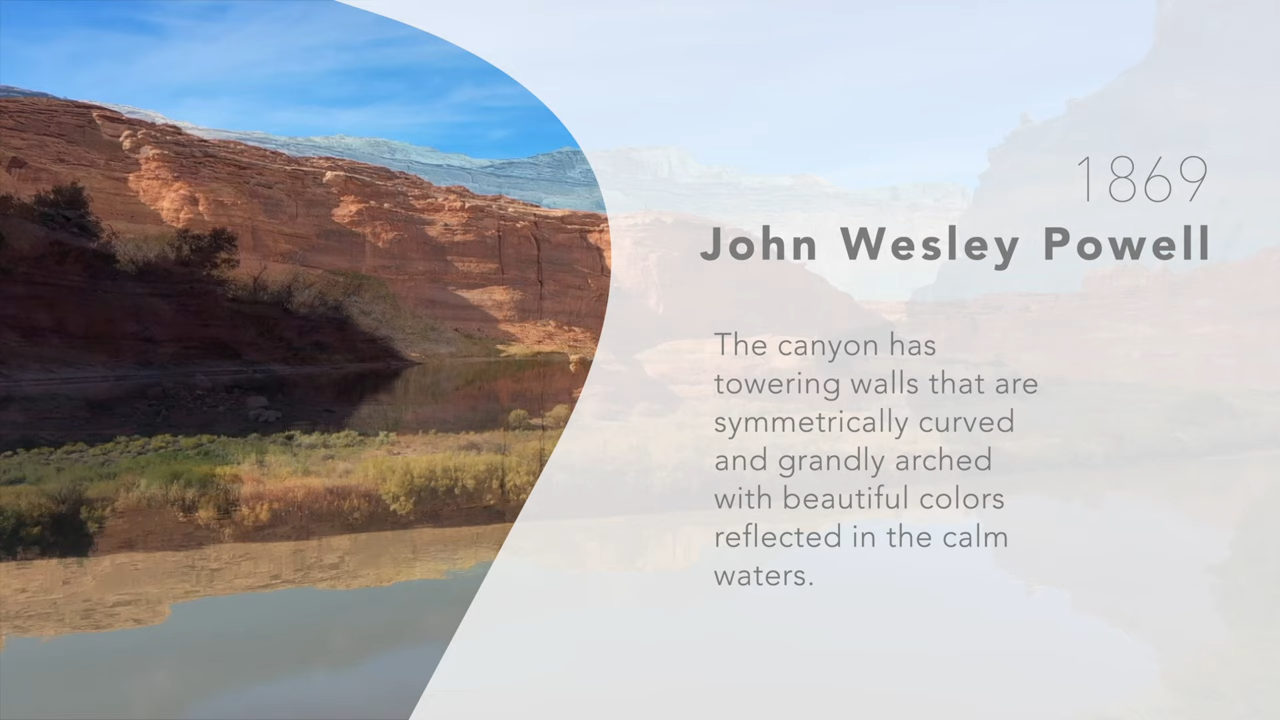 1869
John Wesley Powell
The canyon has
towering walls that are
symmetrically curved
and grandly arched
with beautiful colors
reflected in the calm
waters.